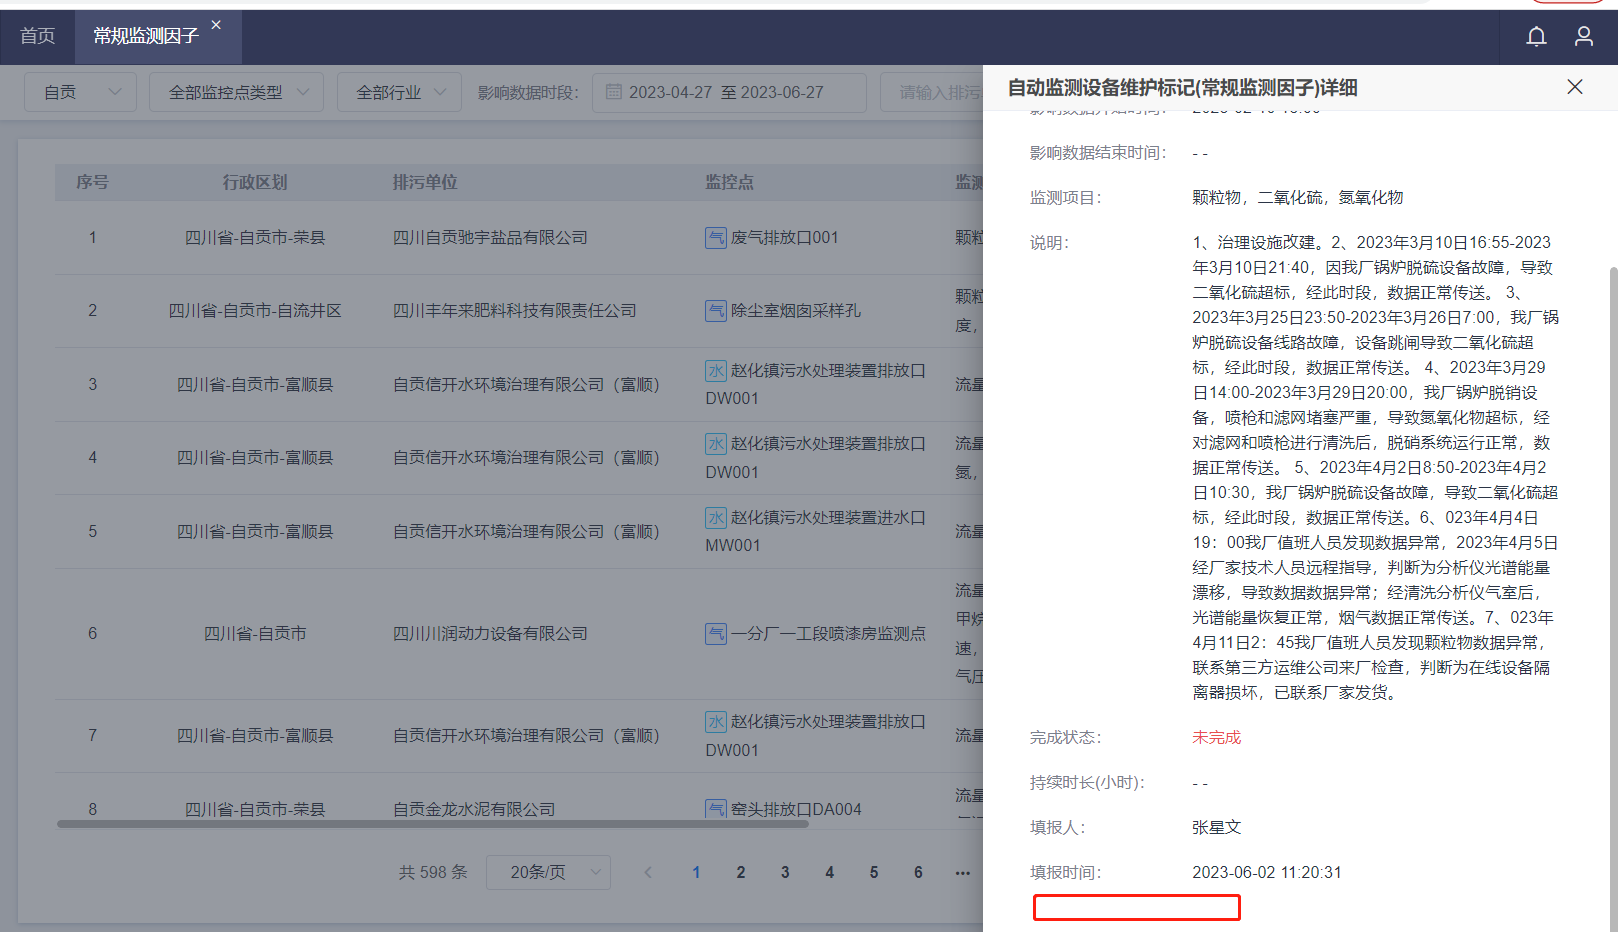 首页
常规监测因子
自贡
全部监控点类型
全部行业
影响数据时段：
2023-04-27 至 2023-06-27
请输入排污
序号 行政区划 排污单位 监控点 监测
1 四川省-自贡市-荣县 四川自贡驰宇盐品有限公司 气 废气排放口001 颗粒
2 四川省-自贡市-自流井区 四川丰年来肥料科技有限责任公司 气 除尘室烟囱采样孔 颗粒
度，
3 四川省-自贡市-富顺县 自贡信开水环境治理有限公司（富顺） 水 赵化镇污水处理装置排放口 流量
DW001
4 四川省-自贡市-富顺县 自贡信开水环境治理有限公司（富顺） 水 赵化镇污水处理装置排放口 流量
DW001 氮，
5 四川省-自贡市-富顺县 自贡信开水环境治理有限公司（富顺） 水 赵化镇污水处理装置进水口 流量
MW001
6 四川省-自贡市 四川川润动力设备有限公司 气 一分厂一工段喷漆房监测点 流量
甲烷
速，
气压
7 四川省-自贡市-富顺县 自贡信开水环境治理有限公司（富顺） 水 赵化镇污水处理装置排放口 流量
DW001
8 四川省-自贡市-荣县 自贡金龙水泥有限公司 气 窑头排放口DA004 流量
共 598 条 20条/页 1 2 3 4 5 6 •••
自动监测设备维护标记(常规监测因子)详细
影响数据结束时间： - -
监测项目： 颗粒物，二氧化硫，氮氧化物
说明： 1、治理设施改建。2、2023年3月10日16:55-2023
年3月10日21:40，因我厂锅炉脱硫设备故障，导致
二氧化硫超标，经此时段，数据正常传送。 3、
2023年3月25日23:50-2023年3月26日7:00，我厂锅
炉脱硫设备线路故障，设备跳闸导致二氧化硫超
标，经此时段，数据正常传送。 4、2023年3月29
日14:00-2023年3月29日20:00，我厂锅炉脱销设
备，喷枪和滤网堵塞严重，导致氮氧化物超标，经
对滤网和喷枪进行清洗后，脱硝系统运行正常，数
据正常传送。 5、2023年4月2日8:50-2023年4月2
日10:30，我厂锅炉脱硫设备故障，导致二氧化硫超
标，经此时段，数据正常传送。6、023年4月4日
19：00我厂值班人员发现数据异常，2023年4月5日
经厂家技术人员远程指导，判断为分析仪光谱能量
漂移，导致数据数据异常；经清洗分析仪气室后，
光谱能量恢复正常，烟气数据正常传送。7、023年
4月11日2：45我厂值班人员发现颗粒物数据异常，
联系第三方运维公司来厂检查，判断为在线设备隔
离器损坏，已联系厂家发货。
完成状态： 未完成
持续时长(小时)： - -
填报人： 张星文
填报时间： 2023-06-02 11:20:31